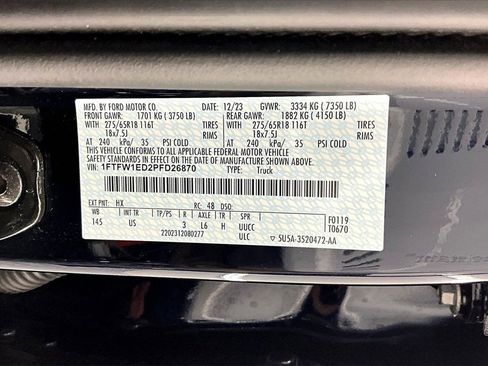 MFD. BY FORD MOTOR CO. DATE: 12/23 GVWR: 3334 KG ( 7350 LB)
FRONT GAWR: 1701 KG ( 3750 LB) REAR GAWR: 1882 KG ( 4150 LB)
WITH 275/65R18 116T TIRES WITH 275/65R18 116T TIRES
18x7.5J RIMS 18x7.5J RIMS
AT 240 kPa/ 35 PSI COLD AT 240 kPa/ 35 PSI COLD
THIS VEHICLE CONFORMS TO ALL APPLICABLE FEDERAL MOTOR VEHICLE
SAFETY STANDARDS IN EFFECT ON THE DATE OF MANUFACTURE SHOWN ABOVE.
VIN: 1FTFW1ED2PFD26870 TYPE: Truck
EXT PNT: HX RC: 48 DSO: F0119
WB INT TR TP/PS R AXLE TR SPR T0670
145 US 3 L6 H UUCC
2202312080277 ULC 5U5A-3520472-AA